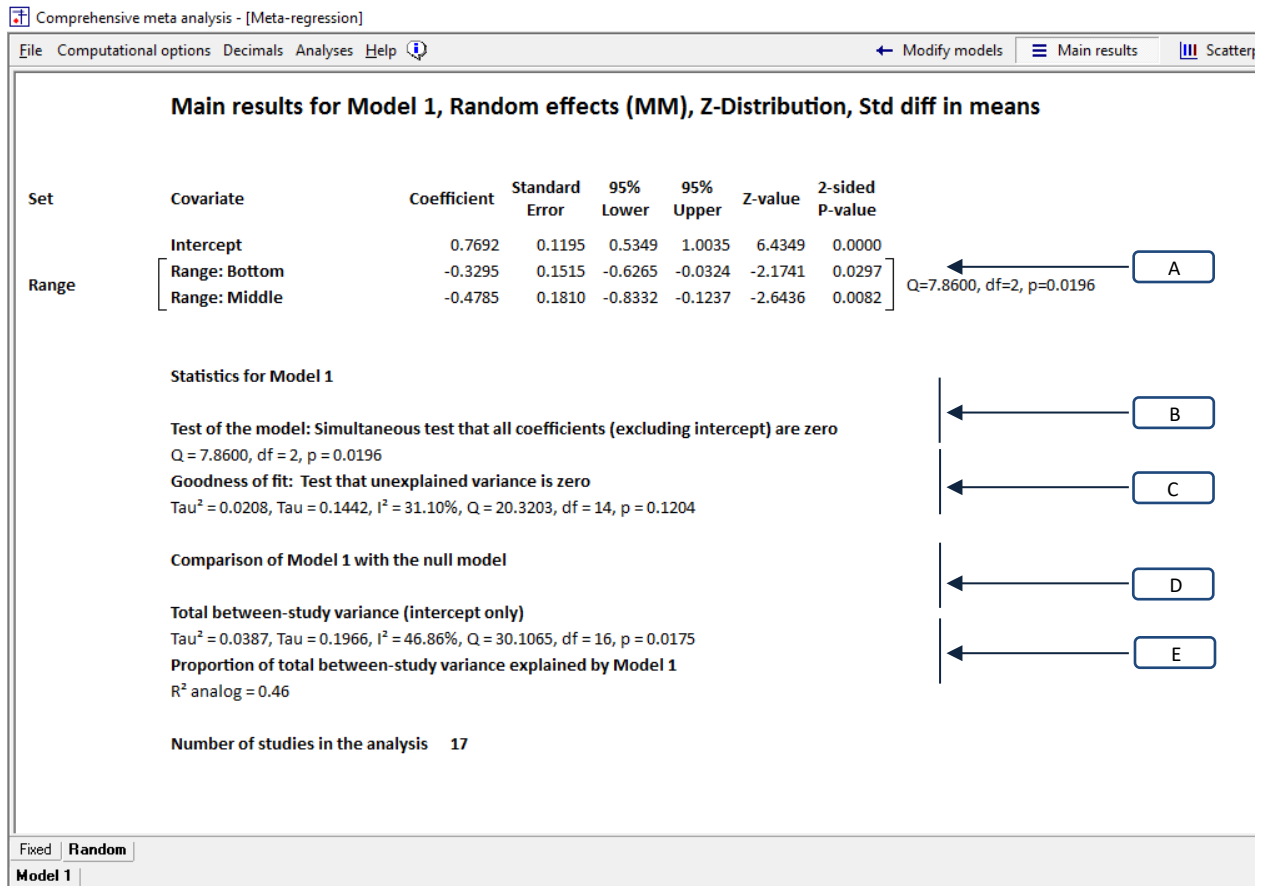 Comprehensive meta analysis - [Meta-regression]
File Computational options Decimals Analyses Help Modify models Main results Scatterp
Main results for Model 1, Random effects (MM), Z-Distribution, Std diff in means
Set Covariate Coefficient Standard Error 95% Lower 95% Upper Z-value 2-sided P-value
Intercept 0.7692 0.1195 0.5349 1.0035 6.4349 0.0000
Range: Bottom -0.3295 0.1515 -0.6265 -0.0324 -2.1741 0.0297 A
Range Q=7.8600, df=2, p=0.0196
Range: Middle -0.4785 0.1810 -0.8332 -0.1237 -2.6436 0.0082
Statistics for Model 1
B
Test of the model: Simultaneous test that all coefficients (excluding intercept) are zero
Q = 7.8600, df = 2, p = 0.0196
Goodness of fit: Test that unexplained variance is zero
C
Tau² = 0.0208, Tau = 0.1442, I² = 31.10%, Q = 20.3203, df = 14, p = 0.1204
Comparison of Model 1 with the null model
D
Total between-study variance (intercept only)
Tau² = 0.0387, Tau = 0.1966, I² = 46.86%, Q = 30.1065, df = 16, p = 0.0175
E
Proportion of total between-study variance explained by Model 1
R² analog = 0.46
Number of studies in the analysis 17
Fixed Random
Model 1